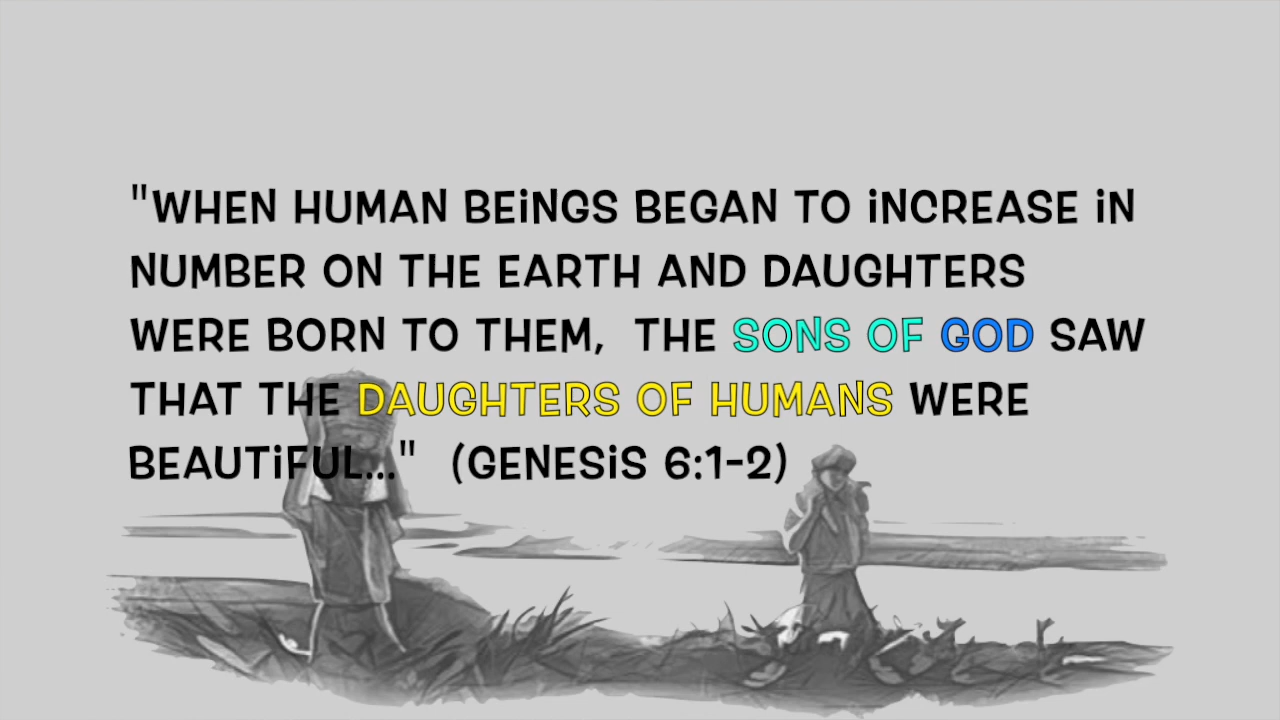 "WHEN HUMAN BEiNGS BEGAN TO iNCREASE iN
NUMBER ON THE EARTH AND DAUGHTERS
WERE BORN TO THEM, THE SONS OF GOD SAW
THAT THE DAUGHTERS OF HUMANS WERE
BEAUTiFUL..." (GENESiS 6:1-2)